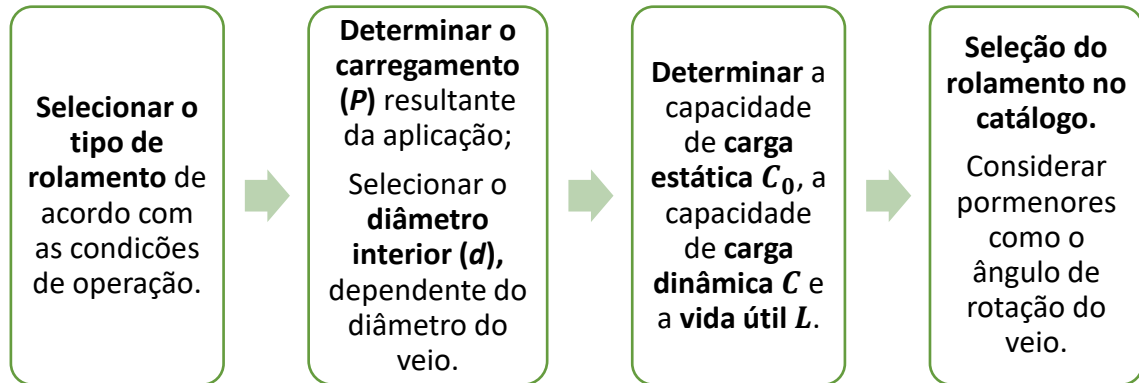 Selecionar o
tipo de
rolamento de
acordo com
as condições
de operação.
Determinar o
carregamento
(P) resultante
da aplicação;
Selecionar o
diâmetro
interior (d),
dependente do
diâmetro do
veio.
Determinar a
capacidade
de carga
estática C₀, a
capacidade
de carga
dinâmica C e
a vida útil L.
Seleção do
rolamento no
catálogo.
Considerar
pormenores
como o
ângulo de
rotação do
veio.